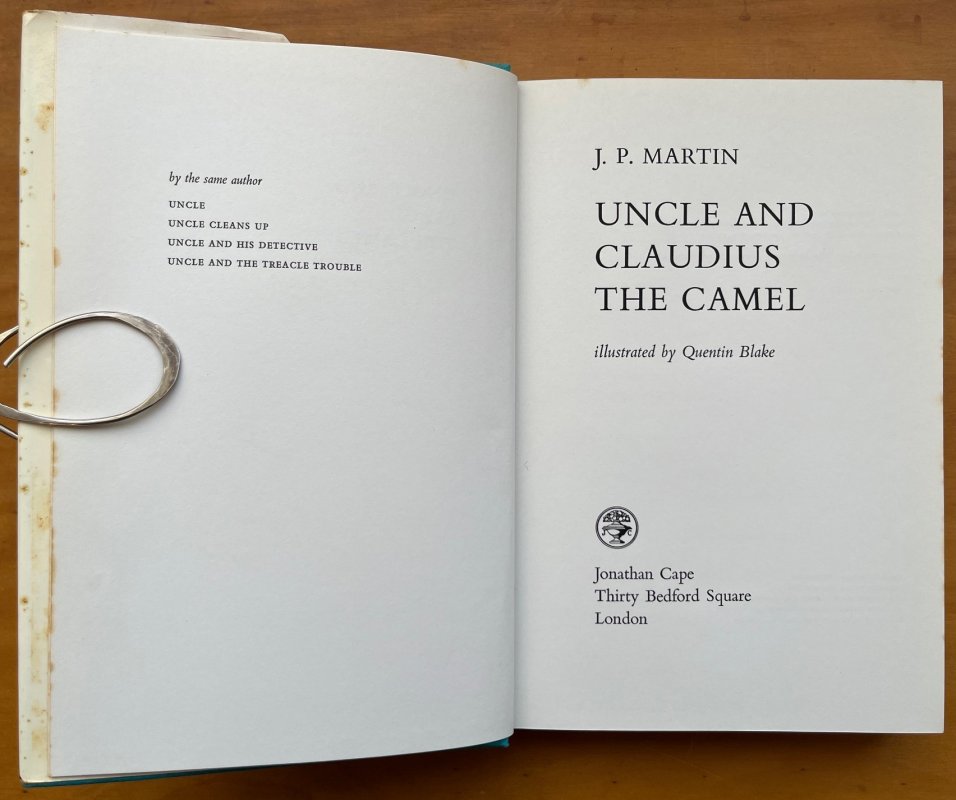 by the same author
UNCLE
UNCLE CLEANS UP
UNCLE AND HIS DETECTIVE
UNCLE AND THE TREACLE TROUBLE
J. P. MARTIN
UNCLE AND
CLAUDIUS
THE CAMEL
illustrated by Quentin Blake
Jonathan Cape
Thirty Bedford Square
London